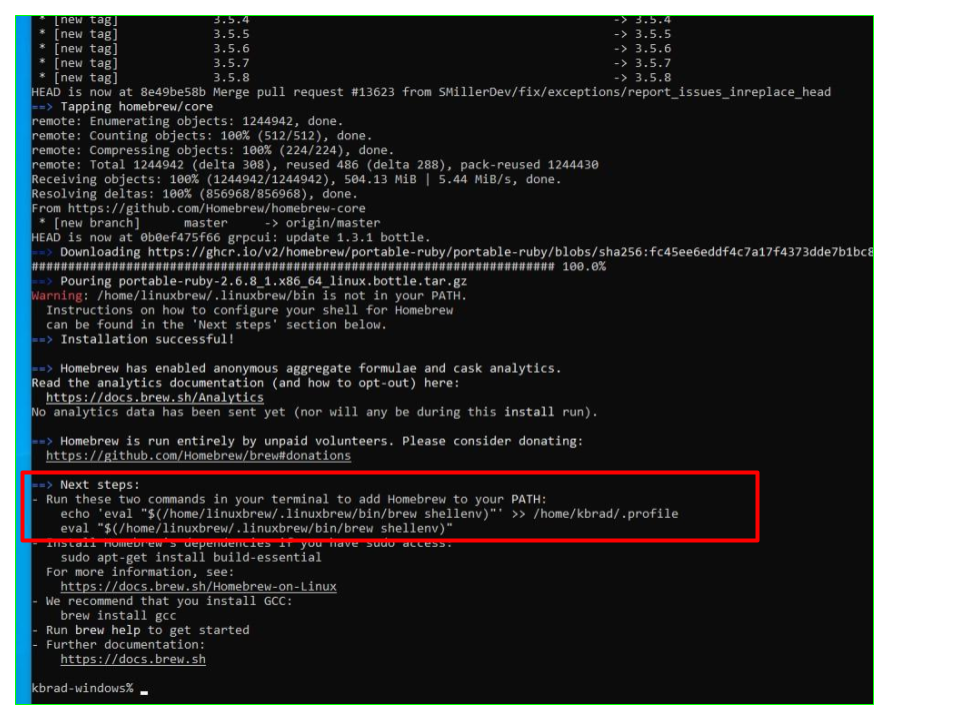 * [new tag] 3.5.4 -> 3.5.4
* [new tag] 3.5.5 -> 3.5.5
* [new tag] 3.5.6 -> 3.5.6
* [new tag] 3.5.7 -> 3.5.7
* [new tag] 3.5.8 -> 3.5.8
HEAD is now at 8e49be58b Merge pull request #13623 from SMillerDev/fix/exceptions/report_issues_inreplace_head
==> Tapping homebrew/core
remote: Enumerating objects: 1244942, done.
remote: Counting objects: 100% (512/512), done.
remote: Compressing objects: 100% (224/224), done.
remote: Total 1244942 (delta 308), reused 486 (delta 288), pack-reused 1244430
Receiving objects: 100% (1244942/1244942), 504.13 MiB | 5.44 MiB/s, done.
Resolving deltas: 100% (856968/856968), done.
From https://github.com/Homebrew/homebrew-core
* [new branch] master -> origin/master
HEAD is now at 0b0ef475f66 grpcui: update 1.3.1 bottle.
==> Downloading https://ghcr.io/v2/homebrew/portable-ruby/portable-ruby/blobs/sha256:fc45ee6eddf4c7a17f4373dde7b1bc8
######################################################################## 100.0%
==> Pouring portable-ruby-2.6.8_1.x86_64_linux.bottle.tar.gz
Warning: /home/linuxbrew/.linuxbrew/bin is not in your PATH.
Instructions on how to configure your shell for Homebrew
can be found in the 'Next steps' section below.
==> Installation successful!
==> Homebrew has enabled anonymous aggregate formulae and cask analytics.
Read the analytics documentation (and how to opt-out) here:
https://docs.brew.sh/Analytics
No analytics data has been sent yet (nor will any be during this install run).
==> Homebrew is run entirely by unpaid volunteers. Please consider donating:
https://github.com/Homebrew/brew#donations
==> Next steps:
- Run these two commands in your terminal to add Homebrew to your PATH:
echo 'eval "$(/home/linuxbrew/.linuxbrew/bin/brew shellenv)"' >> /home/kbrad/.profile
eval "$(/home/linuxbrew/.linuxbrew/bin/brew shellenv)"
- Install Homebrew's dependencies if you have sudo access:
sudo apt-get install build-essential
For more information, see:
https://docs.brew.sh/Homebrew-on-Linux
- We recommend that you install GCC:
brew install gcc
- Run brew help to get started
- Further documentation:
https://docs.brew.sh
kbrad-windows% _